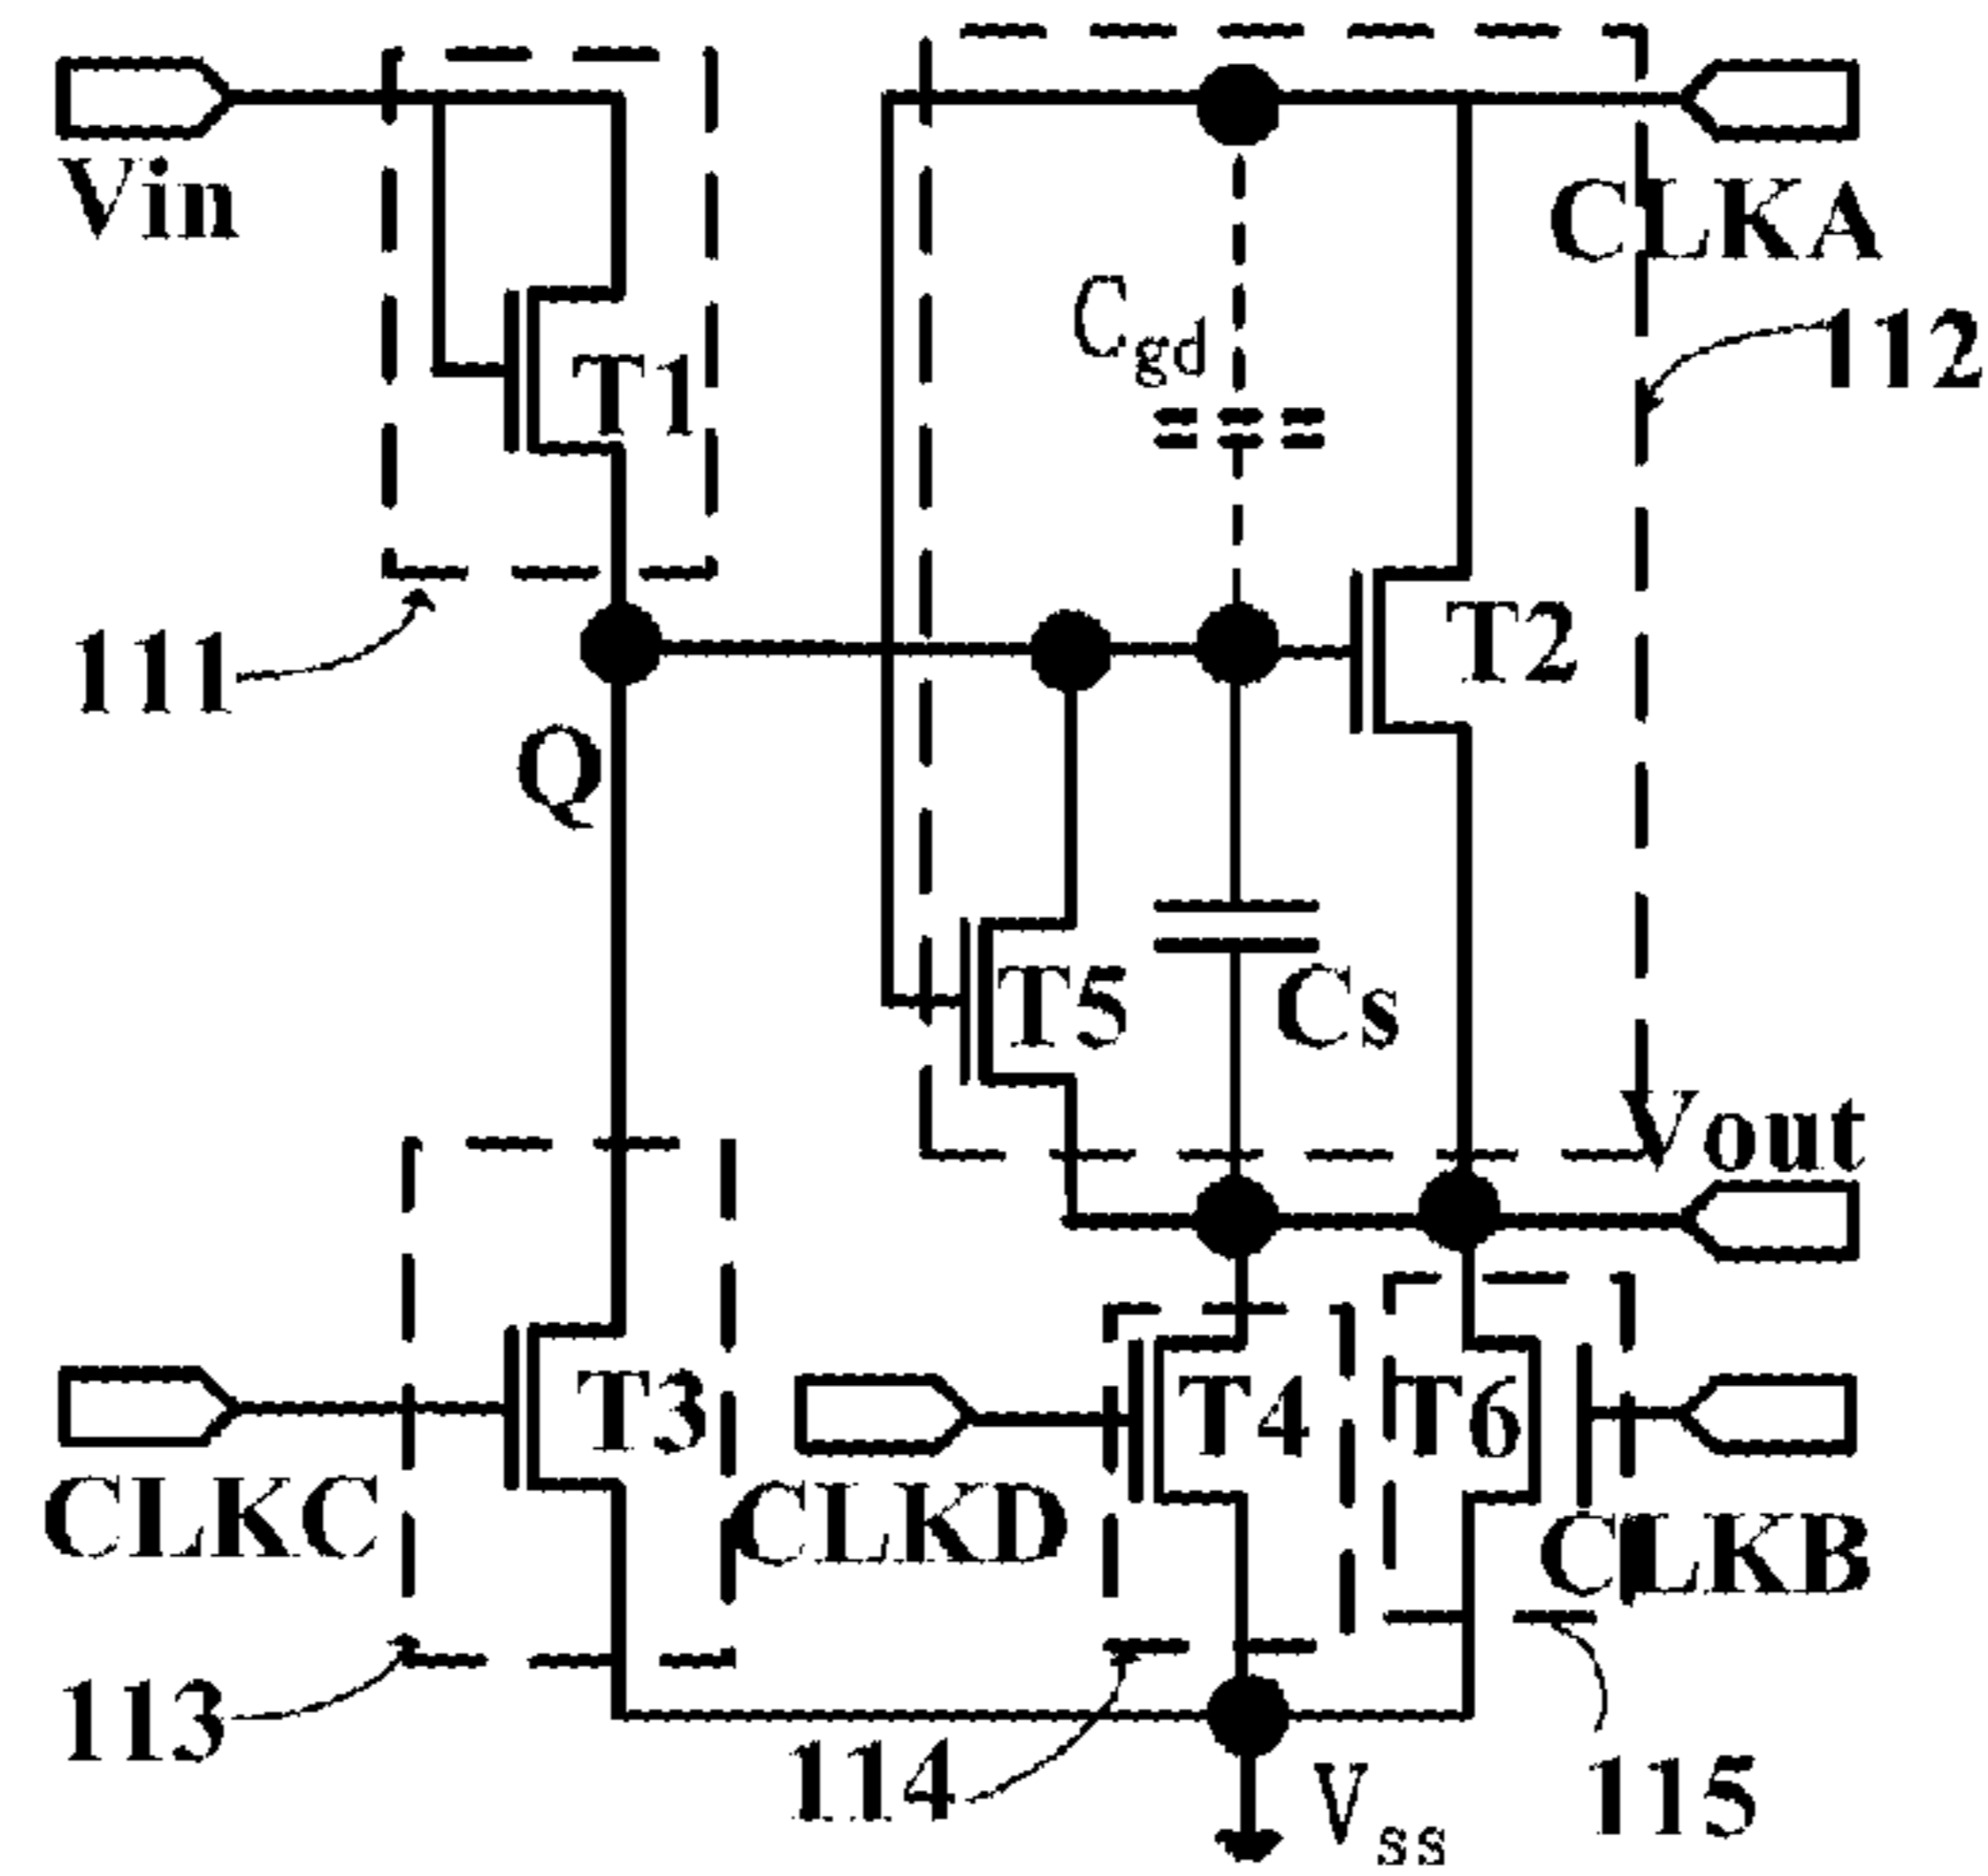 Vin
CLKA
112
Cgd
T1
T2
111
Q
T5
Cs
Vout
T3
T4
T6
CLKC
CLKD
CLKB
113
114
Vss
115